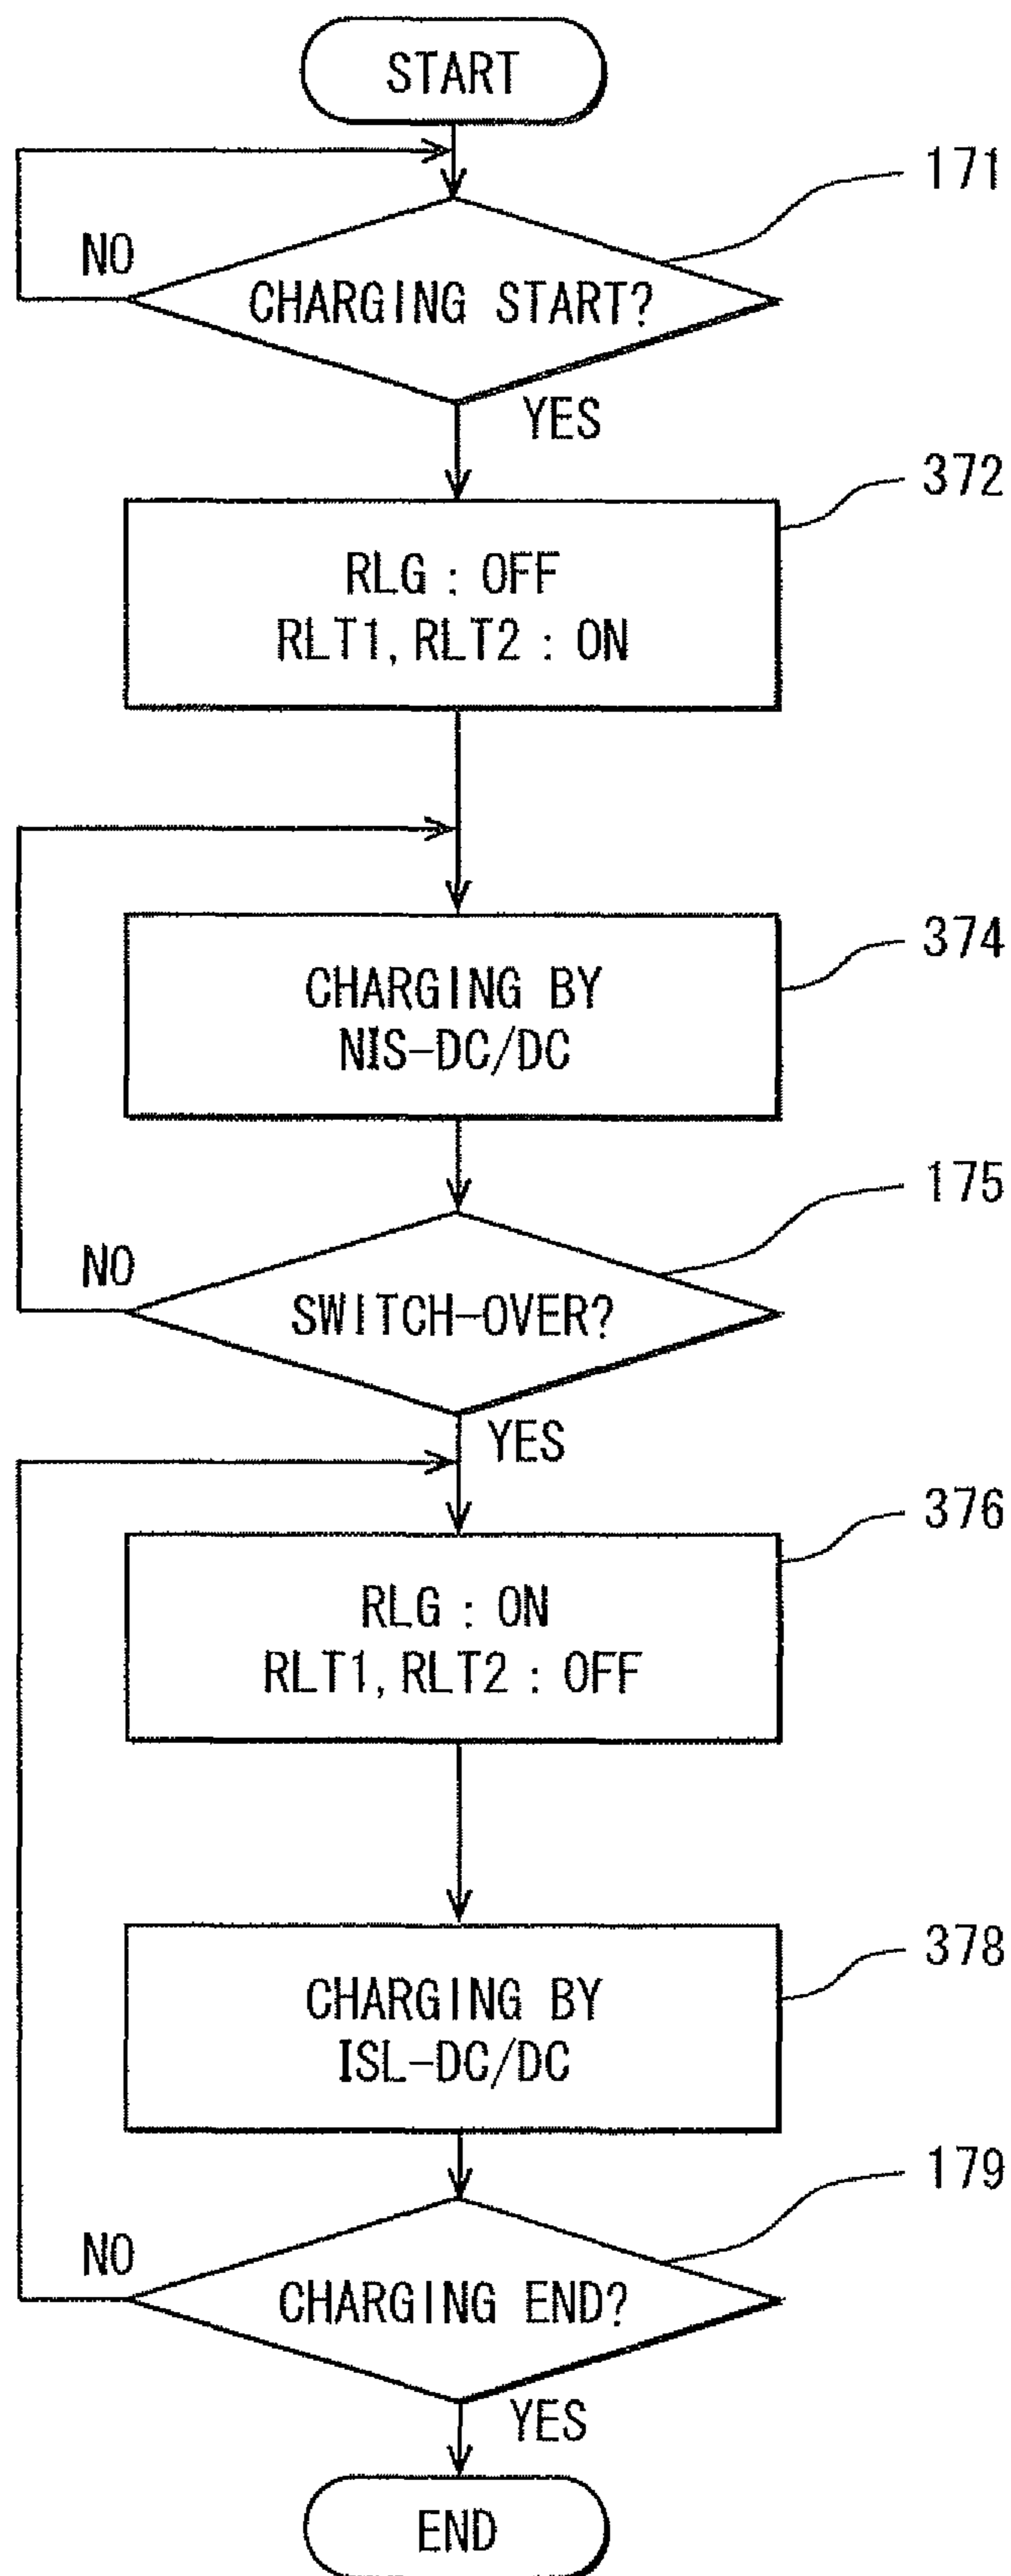 START
171
NO
CHARGING START?
YES
372
RLG : OFF
RLT1, RLT2 : ON
374
CHARGING BY
NIS-DC/DC
175
NO
SWITCH-OVER?
YES
376
RLG : ON
RLT1, RLT2 : OFF
378
CHARGING BY
ISL-DC/DC
179
NO
CHARGING END?
YES
END